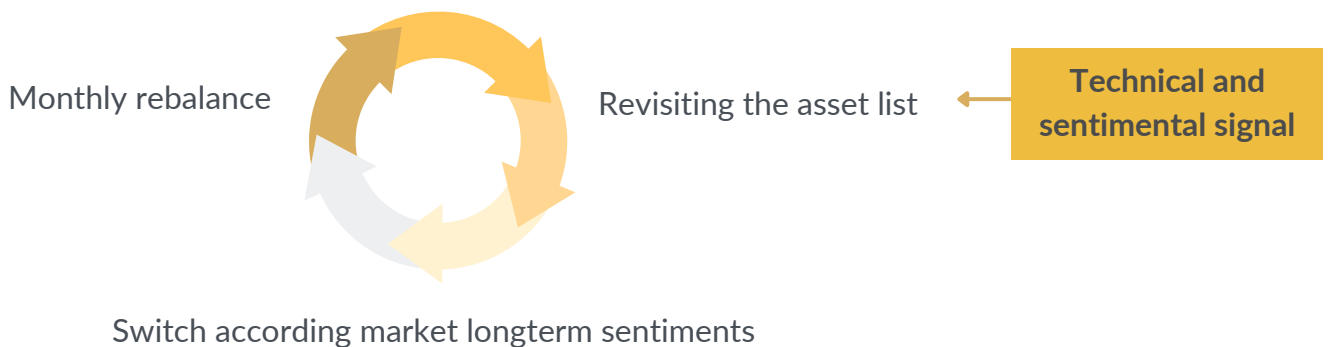 Monthly rebalance
Revisiting the asset list
Technical and
sentimental signal
Switch according market longterm sentiments